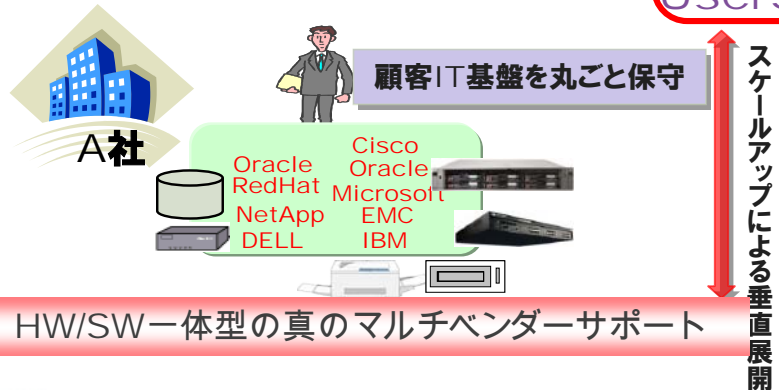 Users
顧客IT基盤を丸ごと保守
A社
Cisco
Oracle
Oracle
RedHat
Microsoft
NetApp
EMC
DELL
IBM
HW/SW一体型の真のマルチベンダーサポート
スケールアップによる垂直展開